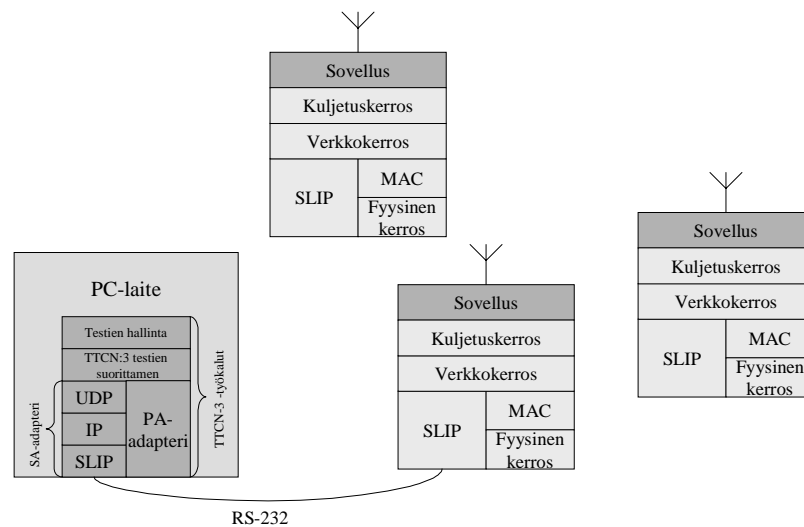 Sovellus
Kuljetuskerros
Verkkokerros
SLIP
MAC
Fyysinen
kerros
Sovellus
Kuljetuskerros
Verkkokerros
SLIP
MAC
Fyysinen
kerros
PC-laite
Testien hallinta
TTCN:3 testien
suorittamen
UDP
IP
SLIP
PA-
adapteri
SA-adapteri
TTCN-3 -työkalut
Sovellus
Kuljetuskerros
Verkkokerros
SLIP
MAC
Fyysinen
kerros
RS-232